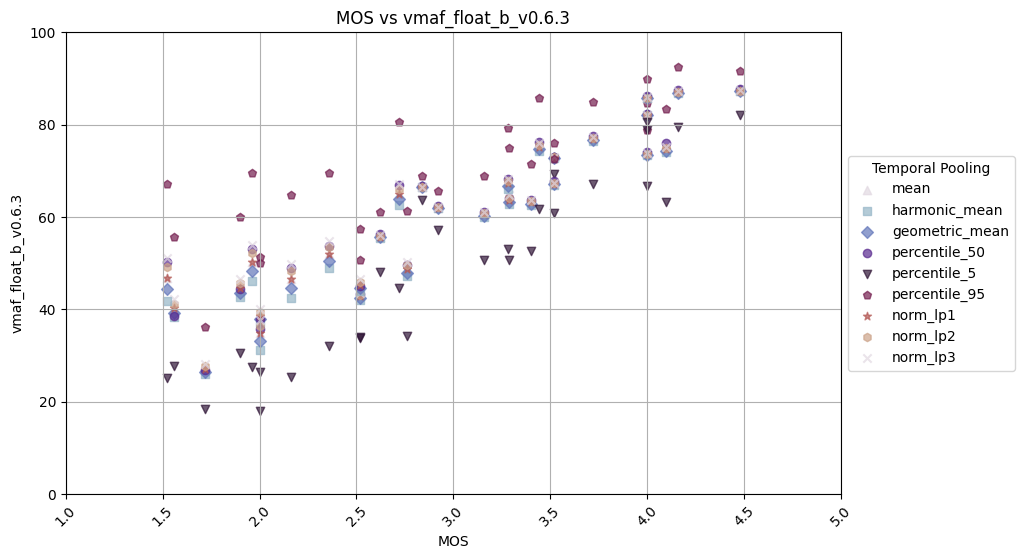 MOS vs vmaf_float_b_v0.6.3
100
80
60
40
20
0
vmaf_float_b_v0.6.3
1.0
1.5
2.0
2.5
3.0
3.5
4.0
4.5
5.0
MOS
Temporal Pooling
mean
harmonic_mean
geometric_mean
percentile_50
percentile_5
percentile_95
norm_lp1
norm_lp2
norm_lp3